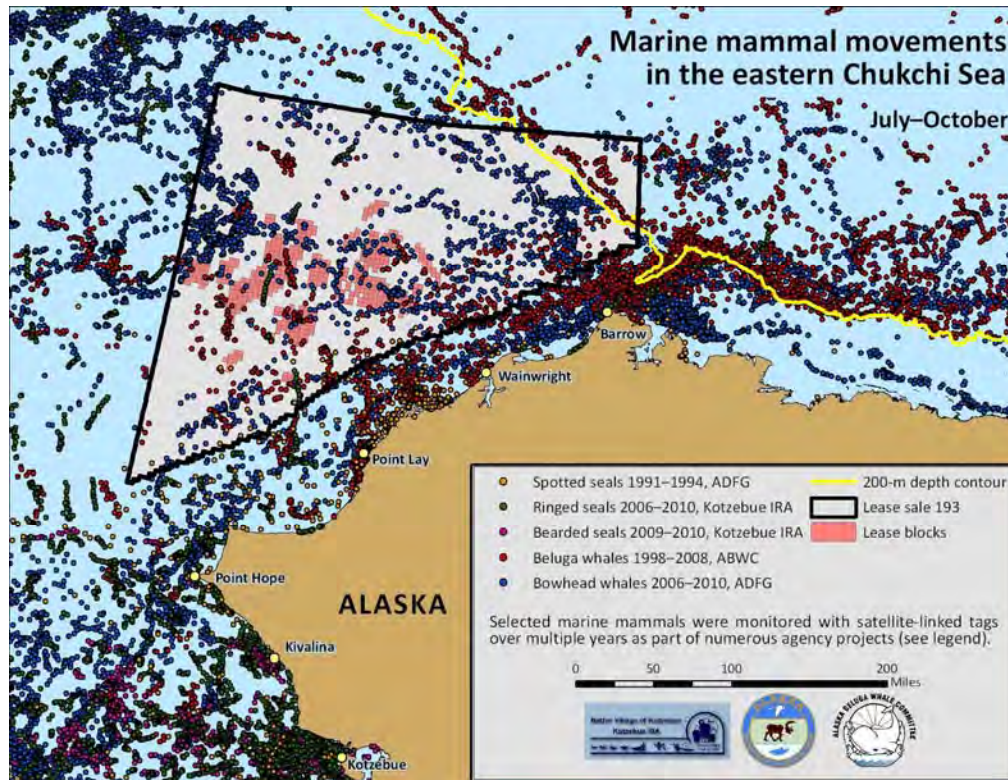 Marine mammal movements
in the eastern Chukchi Sea
July–October
Barrow
Wainwright
Point Lay
Point Hope
ALASKA
Kivalina
Kotzebue
Spotted seals 1991–1994, ADFG
Ringed seals 2006–2010, Kotzebue IRA
Bearded seals 2009–2010, Kotzebue IRA
Beluga whales 1998–2008, ABWC
Bowhead whales 2006–2010, ADFG
200-m depth contour
Lease sale 193
Lease blocks
Selected marine mammals were monitored with satellite-linked tags
over multiple years as part of numerous agency projects (see legend).
0 50 100 200
Miles
Native Village of Kotzebue
Kotzebue IRA
ALASKA BELUGA WHALE COMMITTEE